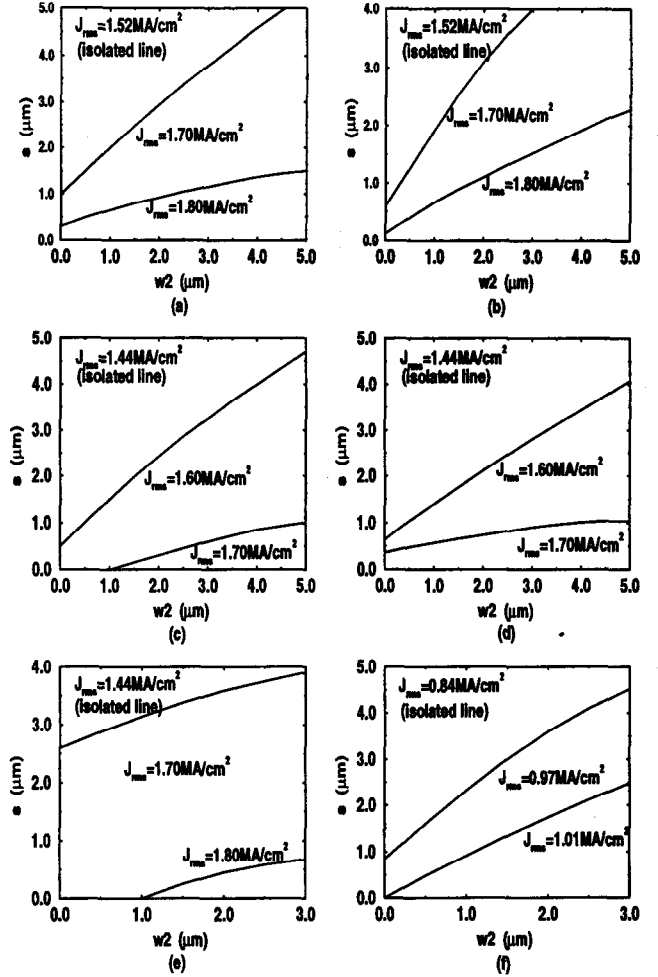 5.0
4.0
3.0
2.0
1.0
0.0
s (μm)
J_rms=1.52MA/cm²
(isolated line)
J_rms=1.70MA/cm²
J_rms=1.80MA/cm²
0.0 1.0 2.0 3.0 4.0 5.0
w2 (μm)
(a)
4.0
3.0
2.0
1.0
0.0
s (μm)
J_rms=1.52MA/cm²
(isolated line)
J_rms=1.70MA/cm²
J_rms=1.80MA/cm²
0.0 1.0 2.0 3.0 4.0 5.0
w2 (μm)
(b)
5.0
4.0
3.0
2.0
1.0
0.0
s (μm)
J_rms=1.44MA/cm²
(isolated line)
J_rms=1.60MA/cm²
J_rms=1.70MA/cm²
0.0 1.0 2.0 3.0 4.0 5.0
w2 (μm)
(c)
5.0
4.0
3.0
2.0
1.0
0.0
s (μm)
J_rms=1.44MA/cm²
(isolated line)
J_rms=1.60MA/cm²
J_rms=1.70MA/cm²
0.0 1.0 2.0 3.0 4.0 5.0
w2 (μm)
(d)
4.0
3.0
2.0
1.0
0.0
s (μm)
J_rms=1.44MA/cm²
(isolated line)
J_rms=1.70MA/cm²
J_rms=1.80MA/cm²
0.0 1.0 2.0 3.0
w2 (μm)
(e)
5.0
4.0
3.0
2.0
1.0
0.0
s (μm)
J_rms=0.84MA/cm²
(isolated line)
J_rms=0.97MA/cm²
J_rms=1.01MA/cm²
0.0 1.0 2.0 3.0
w2 (μm)
(f)